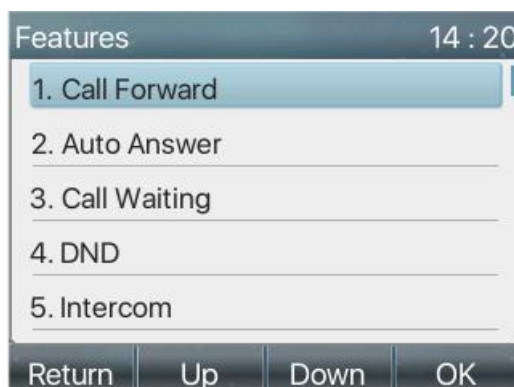 Features 14 : 20
1. Call Forward
2. Auto Answer
3. Call Waiting
4. DND
5. Intercom
Return Up Down OK